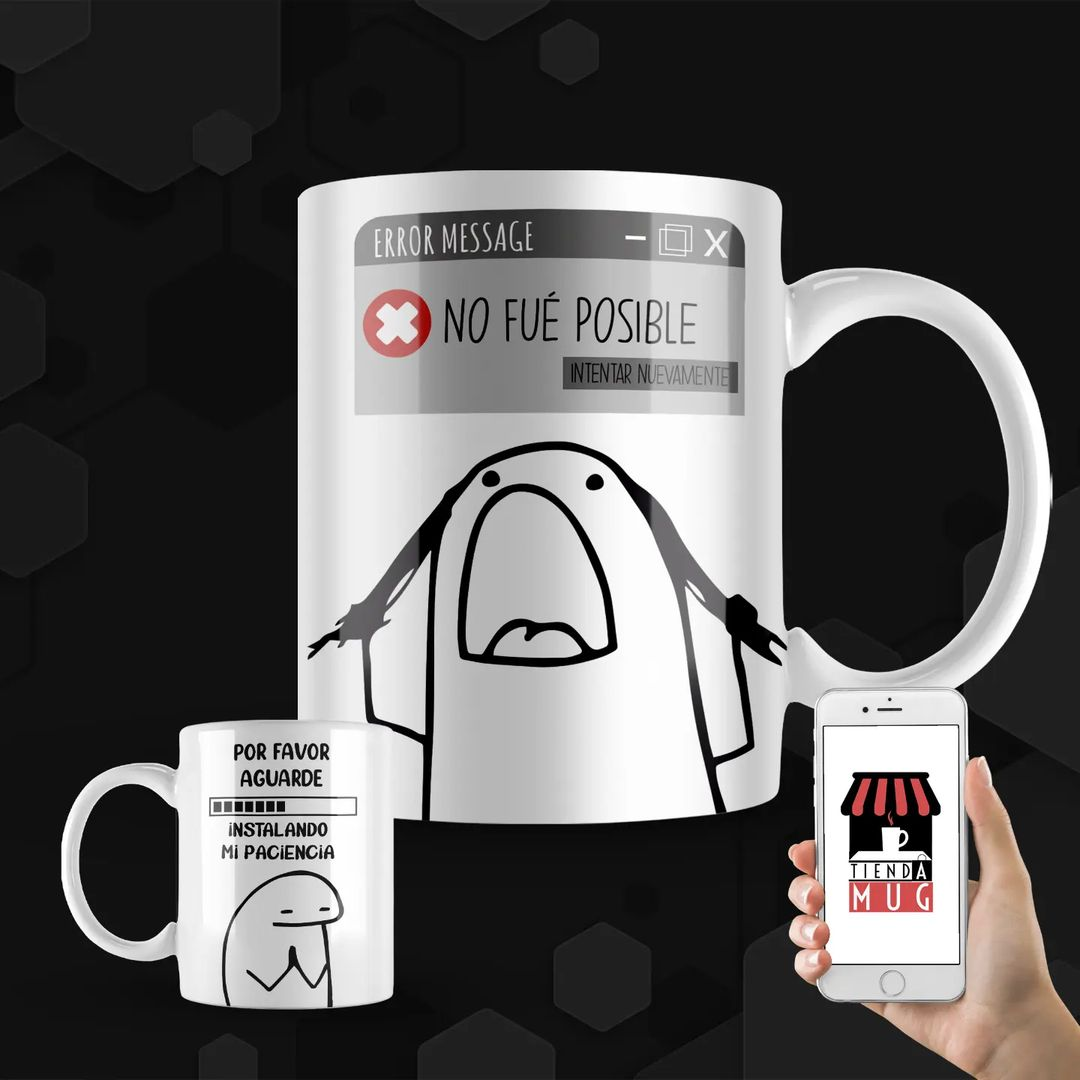 ERROR MESSAGE
NO FUÉ POSIBLE
INTENTAR NUEVAMENTE
POR FAVOR
AGUARDE
INSTALANDO
MI PACIENCIA
TIENDA
MUG